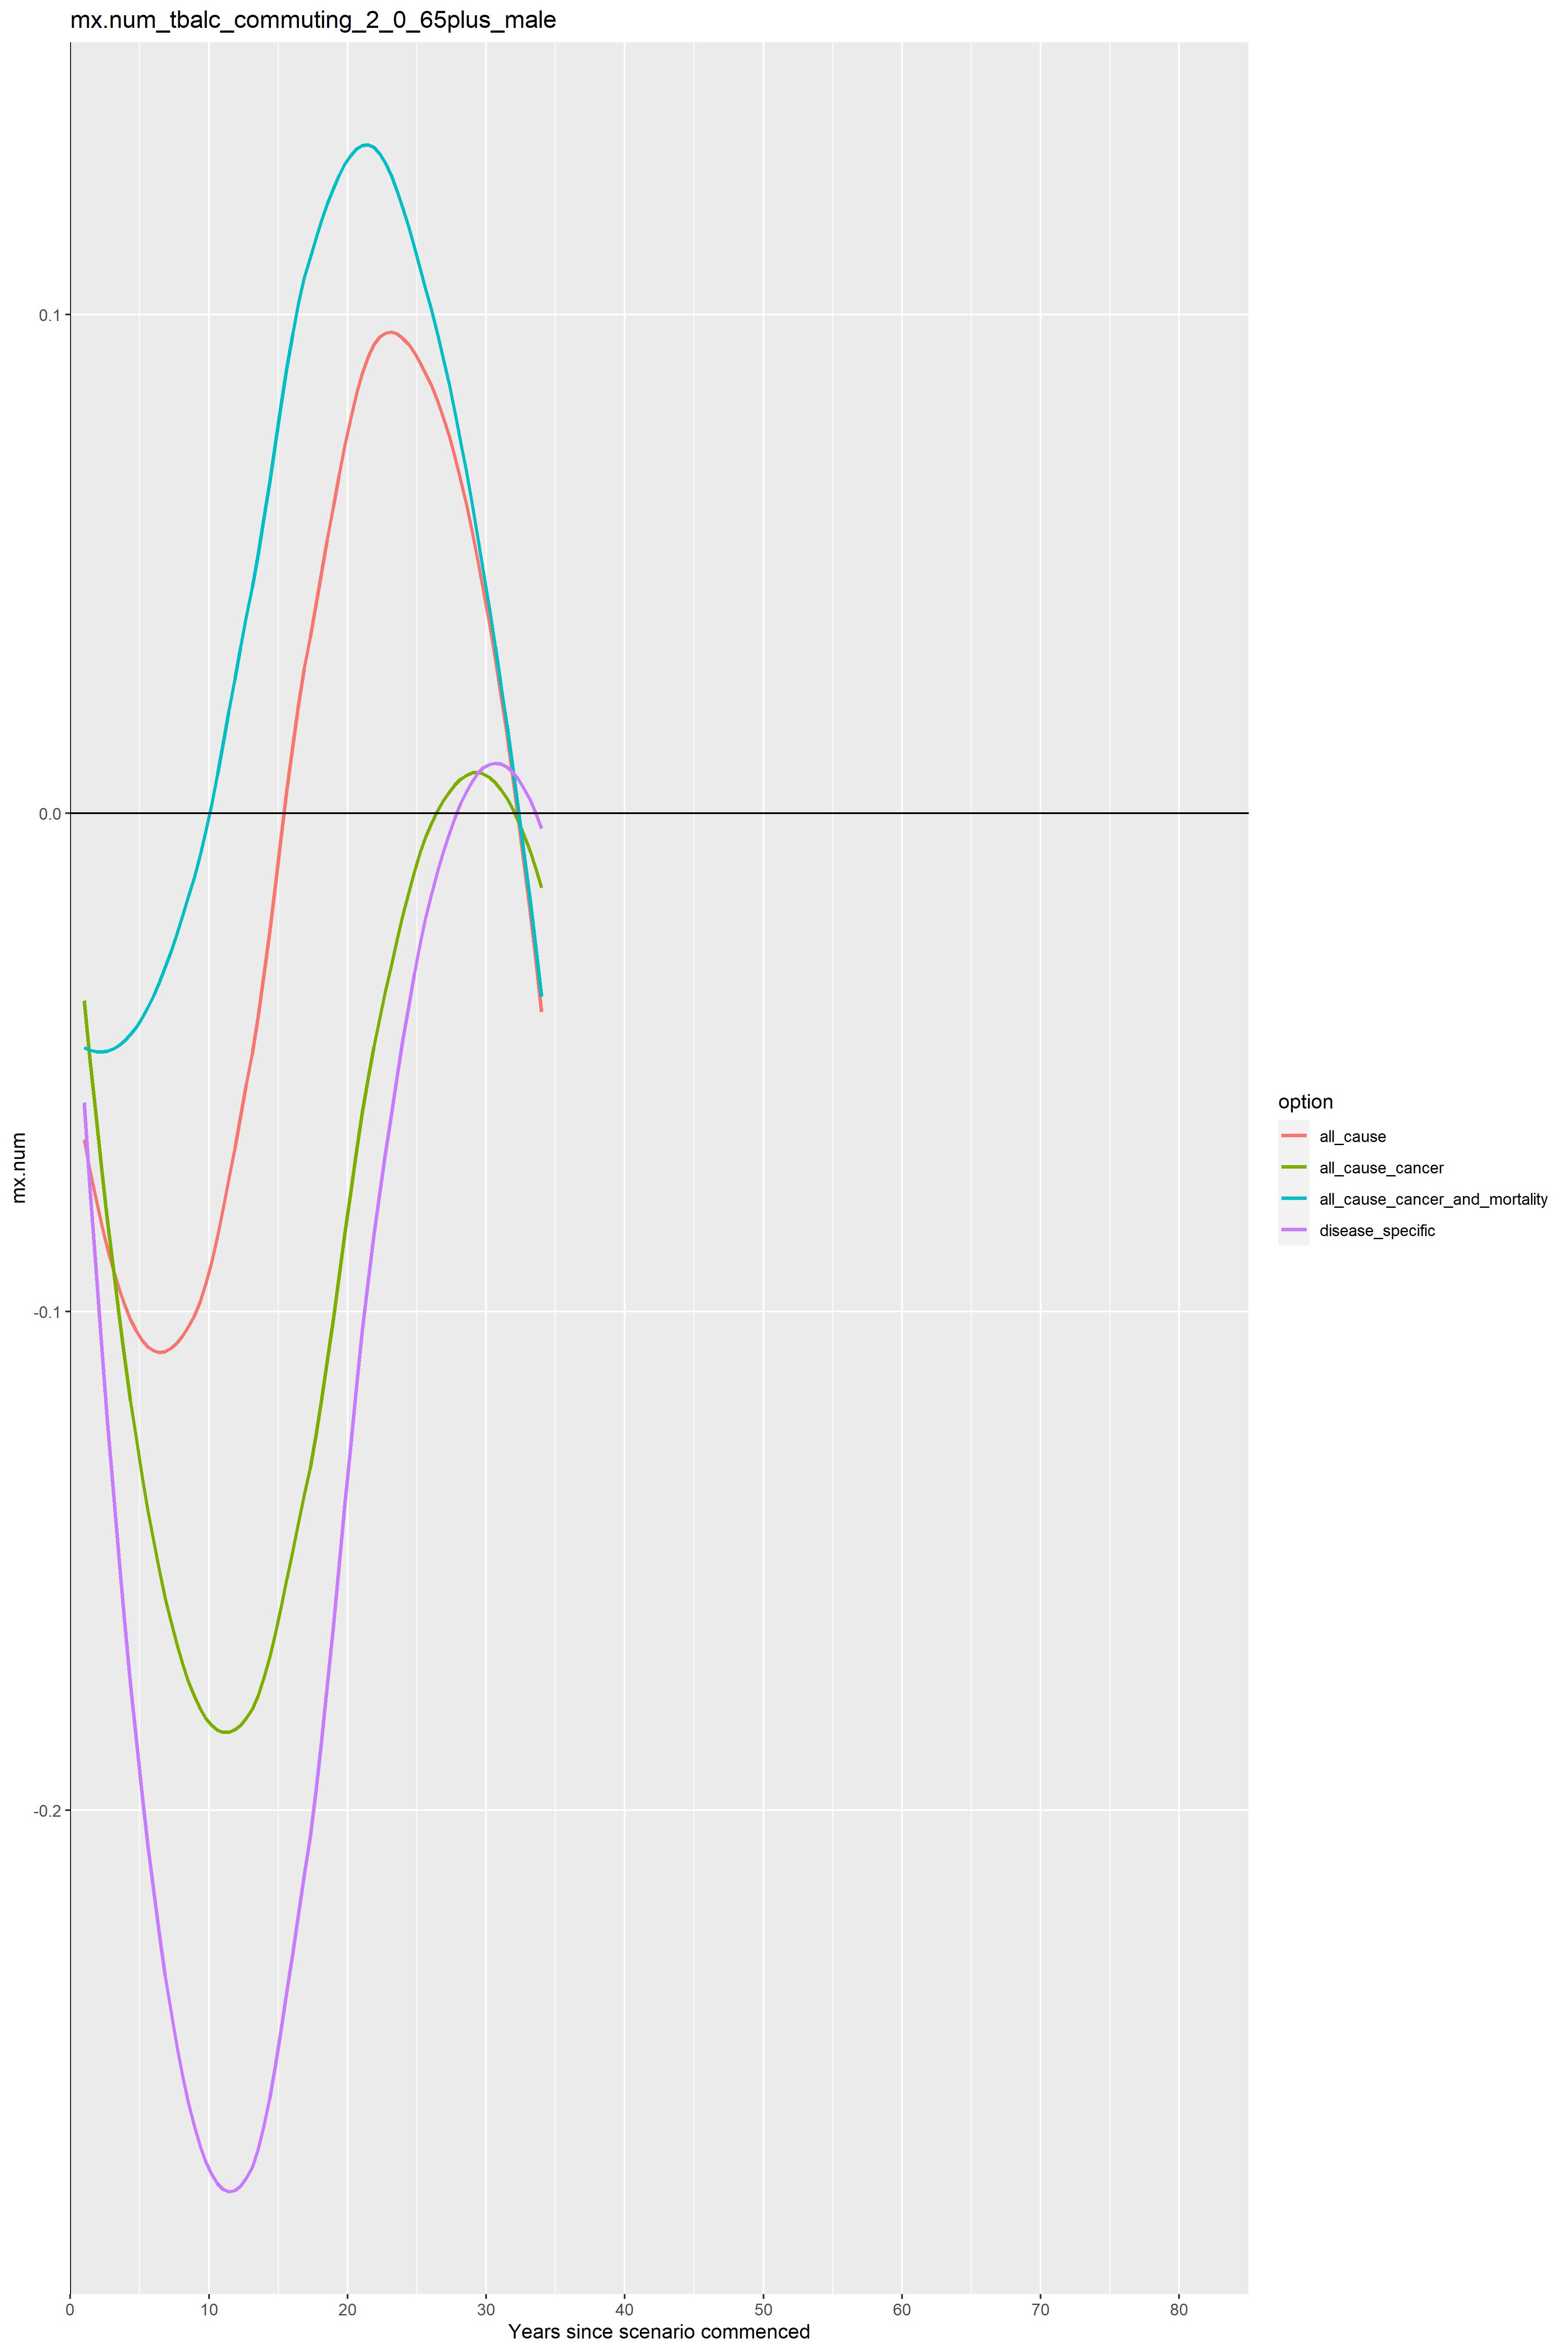 mx.num_tbalc_commuting_2_0_65plus_male
0.1
0.0
-0.1
-0.2
mx.num
0 10 20 30 40 50 60 70 80
Years since scenario commenced
option
all_cause
all_cause_cancer
all_cause_cancer_and_mortality
disease_specific